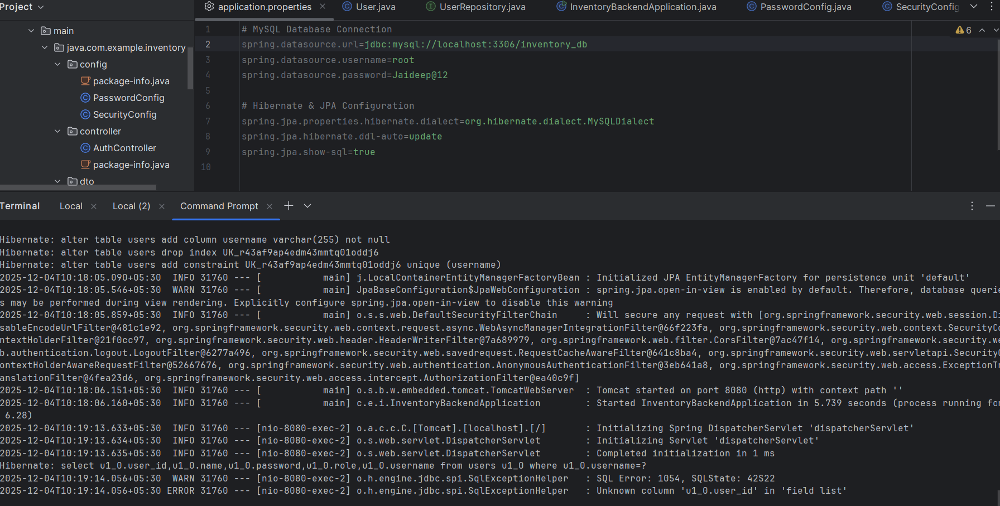 Project
application.properties
User.java
UserRepository.java
InventoryBackendApplication.java
PasswordConfig.java
SecurityConfig
main
java.com.example.inventory
config
package-info.java
PasswordConfig
SecurityConfig
controller
AuthController
package-info.java
dto
6
1 # MySQL Database Connection
2 spring.datasource.url=jdbc:mysql://localhost:3306/inventory_db
3 spring.datasource.username=root
4 spring.datasource.password=Jaideep@12
5
6 # Hibernate & JPA Configuration
7 spring.jpa.properties.hibernate.dialect=org.hibernate.dialect.MySQLDialect
8 spring.jpa.hibernate.ddl-auto=update
9 spring.jpa.show-sql=true
10
Terminal Local Local (2) Command Prompt
Hibernate: alter table users add column username varchar(255) not null
Hibernate: alter table users drop index UK_r43af9ap4edm43mmtq01oddj6
Hibernate: alter table users add constraint UK_r43af9ap4edm43mmtq01oddj6 unique (username)
2025-12-04T10:18:05.090+05:30  INFO 31760 --- [           main] j.LocalContainerEntityManagerFactoryBean : Initialized JPA EntityManagerFactory for persistence unit 'default'
2025-12-04T10:18:05.546+05:30  WARN 31760 --- [           main] JpaBaseConfiguration$JpaWebConfiguration : spring.jpa.open-in-view is enabled by default. Therefore, database querie
s may be performed during view rendering. Explicitly configure spring.jpa.open-in-view to disable this warning
2025-12-04T10:18:05.859+05:30  INFO 31760 --- [           main] o.s.s.web.DefaultSecurityFilterChain     : Will secure any request with [org.springframework.security.web.session.Di
sableEncodeUrlFilter@481c1e92, org.springframework.security.web.context.request.async.WebAsyncManagerIntegrationFilter@66f223fa, org.springframework.security.web.context.SecurityCo
ntextHolderFilter@21f0cc97, org.springframework.security.web.header.HeaderWriterFilter@7a689979, org.springframework.web.filter.CorsFilter@7ac47f14, org.springframework.security.we
b.authentication.logout.LogoutFilter@6277a496, org.springframework.security.web.savedrequest.RequestCacheAwareFilter@641c8ba4, org.springframework.security.web.servletapi.SecurityC
ontextHolderAwareRequestFilter@52667676, org.springframework.security.web.authentication.AnonymousAuthenticationFilter@3eb641a8, org.springframework.security.web.access.ExceptionTr
anslationFilter@4fea23d6, org.springframework.security.web.access.intercept.AuthorizationFilter@ea40c9f]
2025-12-04T10:18:06.151+05:30  INFO 31760 --- [           main] o.s.b.w.embedded.tomcat.TomcatWebServer  : Tomcat started on port 8080 (http) with context path ''
2025-12-04T10:18:06.160+05:30  INFO 31760 --- [           main] c.e.i.InventoryBackendApplication        : Started InventoryBackendApplication in 5.739 seconds (process running for
 6.28)
2025-12-04T10:19:13.633+05:30  INFO 31760 --- [nio-8080-exec-2] o.a.c.c.C.[Tomcat].[localhost].[/]       : Initializing Spring DispatcherServlet 'dispatcherServlet'
2025-12-04T10:19:13.634+05:30  INFO 31760 --- [nio-8080-exec-2] o.s.web.servlet.DispatcherServlet        : Initializing Servlet 'dispatcherServlet'
2025-12-04T10:19:13.635+05:30  INFO 31760 --- [nio-8080-exec-2] o.s.web.servlet.DispatcherServlet        : Completed initialization in 1 ms
Hibernate: select u1_0.user_id,u1_0.name,u1_0.password,u1_0.role,u1_0.username from users u1_0 where u1_0.username=?
2025-12-04T10:19:14.056+05:30  WARN 31760 --- [nio-8080-exec-2] o.h.engine.jdbc.spi.SqlExceptionHelper   : SQL Error: 1054, SQLState: 42S22
2025-12-04T10:19:14.056+05:30 ERROR 31760 --- [nio-8080-exec-2] o.h.engine.jdbc.spi.SqlExceptionHelper   : Unknown column 'u1_0.user_id' in 'field list'